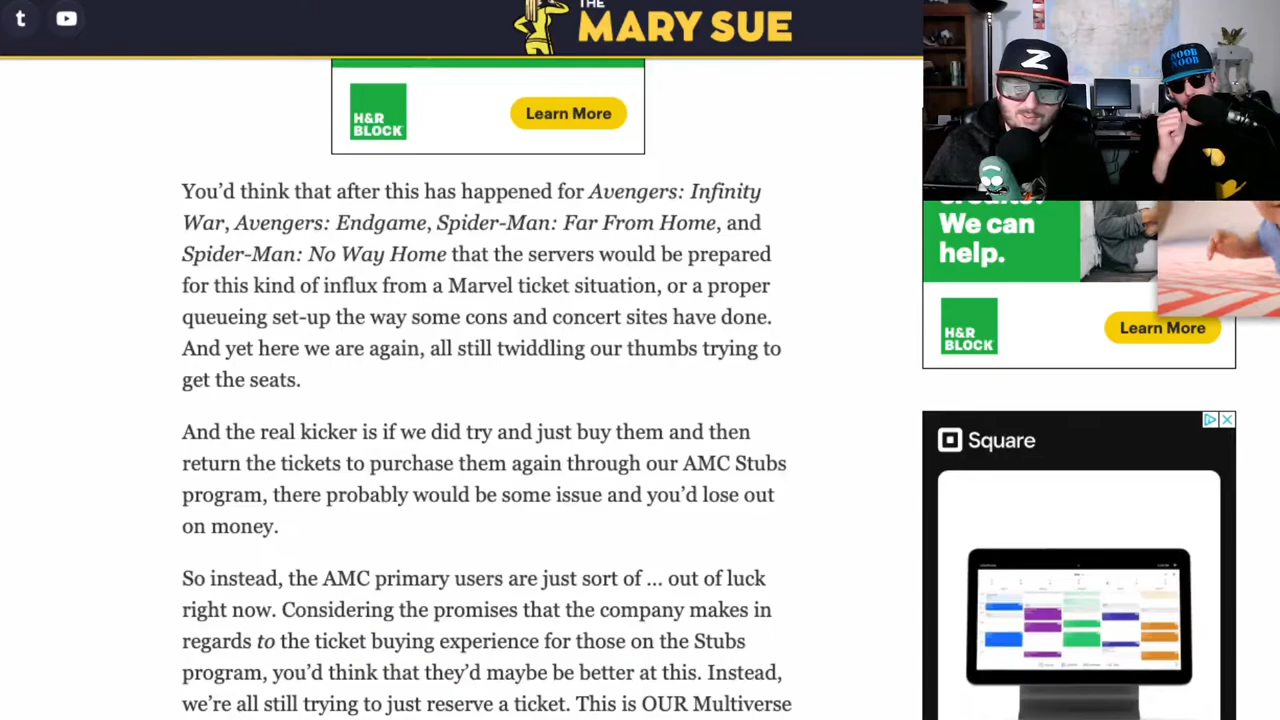 t
THE
MARY SUE
H&R
BLOCK
Learn More
You’d think that after this has happened for Avengers: Infinity
War, Avengers: Endgame, Spider-Man: Far From Home, and
Spider-Man: No Way Home that the servers would be prepared
for this kind of influx from a Marvel ticket situation, or a proper
queueing set-up the way some cons and concert sites have done.
And yet here we are again, all still twiddling our thumbs trying to
get the seats.
And the real kicker is if we did try and just buy them and then
return the tickets to purchase them again through our AMC Stubs
program, there probably would be some issue and you’d lose out
on money.
So instead, the AMC primary users are just sort of … out of luck
right now. Considering the promises that the company makes in
regards to the ticket buying experience for those on the Stubs
program, you’d think that they’d maybe be better at this. Instead,
we’re all still trying to just reserve a ticket. This is OUR Multiverse
Z
NOOB
NOOB
We can
help.
H&R
BLOCK
Learn More
Square